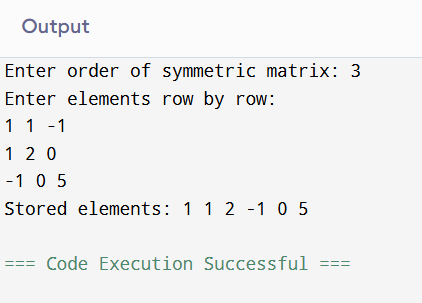 Output
Enter order of symmetric matrix: 3
Enter elements row by row:
1 1 -1
1 2 0
-1 0 5
Stored elements: 1 1 2 -1 0 5
=== Code Execution Successful ===